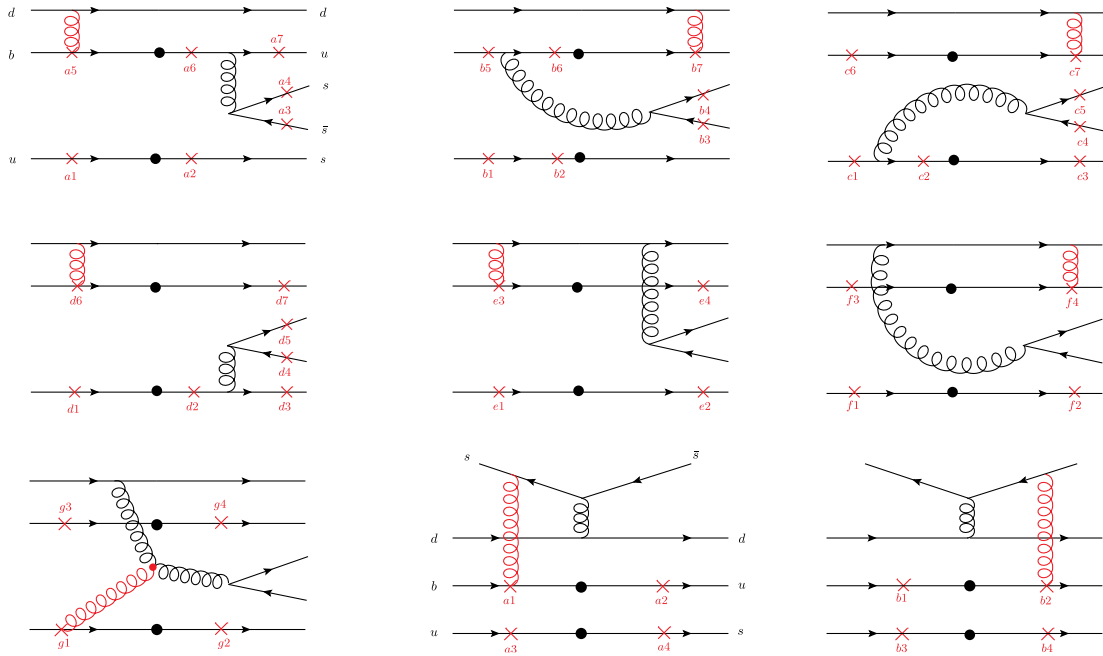 d d
b a5 a6 a7 u
a4 s
a3
s̅
u a1 a2 s
b5 b6 b7
b4
b3
b1 b2
c6 c7
c5
c4
c1 c2 c3
d6 d7
d5
d4
d1 d2 d3
e3 e4
e1 e2
f3 f4
f1 f2
g3 g4
g1 g2
s s̅
d d
b a1 a2 u
u a3 a4 s
b1 b2
b3 b4